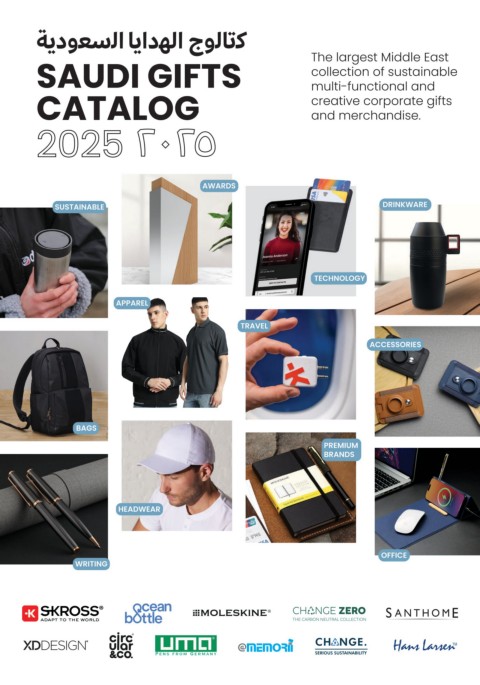 كتالوج الهدايا السعودية
SAUDI GIFTS
CATALOG
2025 ٢٠٢٥
The largest Middle East
collection of sustainable
multi-functional and
creative corporate gifts
and merchandise.
SUSTAINABLE
AWARDS
TECHNOLOGY
DRINKWARE
APPAREL
TRAVEL
ACCESSORIES
BAGS
HEADWEAR
PREMIUM
BRANDS
WRITING
OFFICE
SKROSS®
ADAPT TO THE WORLD
ocean
bottle
MOLESKINE®
CHANGE ZERO
THE CARBON NEUTRAL COLLECTION
SANTHOME
XDDESIGN
circ
ular
&co.
uma
PENS FROM GERMANY
@MEMORII
CHANGE.
SERIOUS SUSTAINABILITY
Hans Larsen